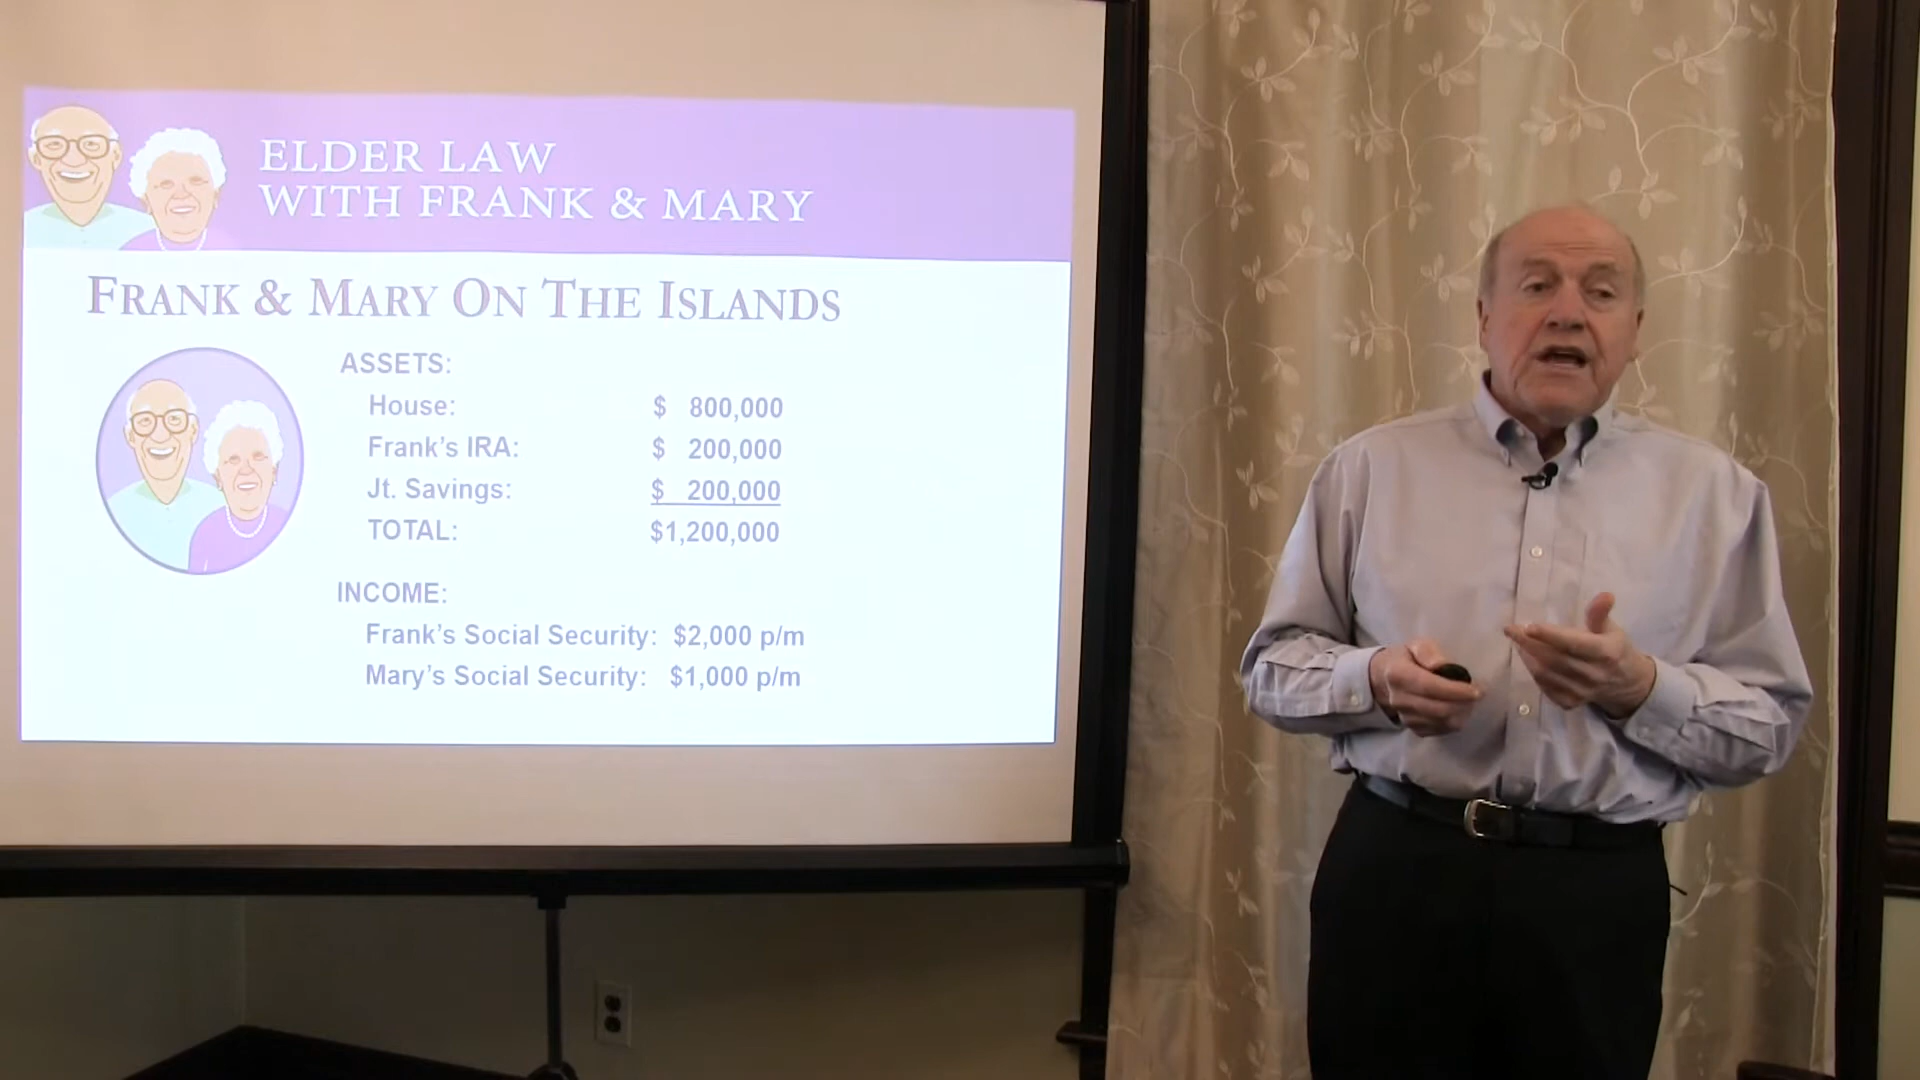 ELDER LAW
WITH FRANK & MARY
FRANK & MARY ON THE ISLANDS
ASSETS:
House: $ 800,000
Frank's IRA: $ 200,000
Jt. Savings: $ 200,000
TOTAL: $1,200,000
INCOME:
Frank's Social Security: $2,000 p/m
Mary's Social Security: $1,000 p/m